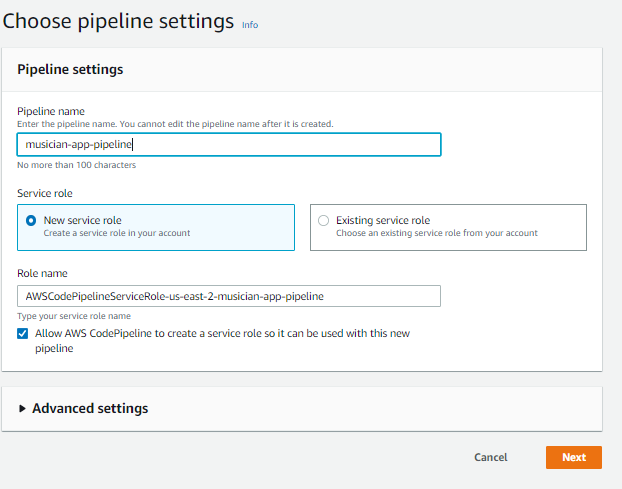 Choose pipeline settings Info
Pipeline settings
Pipeline name
Enter the pipeline name. You cannot edit the pipeline name after it is created.
musician-app-pipeline
No more than 100 characters
Service role
New service role
Create a service role in your account
Existing service role
Choose an existing service role from your account
Role name
AWSCodePipelineServiceRole-us-east-2-musician-app-pipeline
Type your service role name
Allow AWS CodePipeline to create a service role so it can be used with this new
pipeline
Advanced settings
Cancel
Next